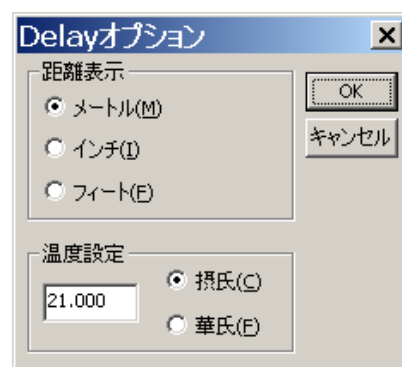 Delayオプション
距離表示
メートル(M)
インチ(I)
フィート(F)
OK
キャンセル
温度設定
21.000
摂氏(C)
華氏(F)